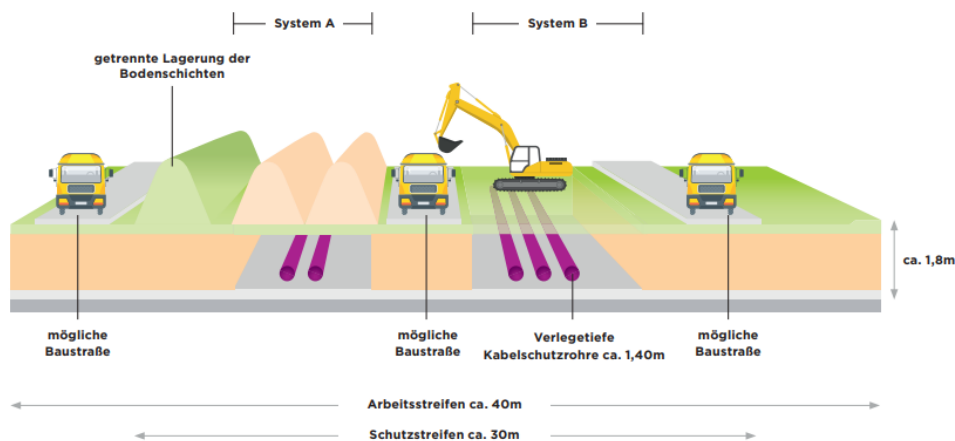 System A
System B
getrennte Lagerung der
Bodenschichten
ca. 1,8m
mögliche
Baustraße
mögliche
Baustraße
Verlegetiefe
Kabelschutzrohre ca. 1,40m
mögliche
Baustraße
Arbeitsstreifen ca. 40m
Schutzstreifen ca. 30m